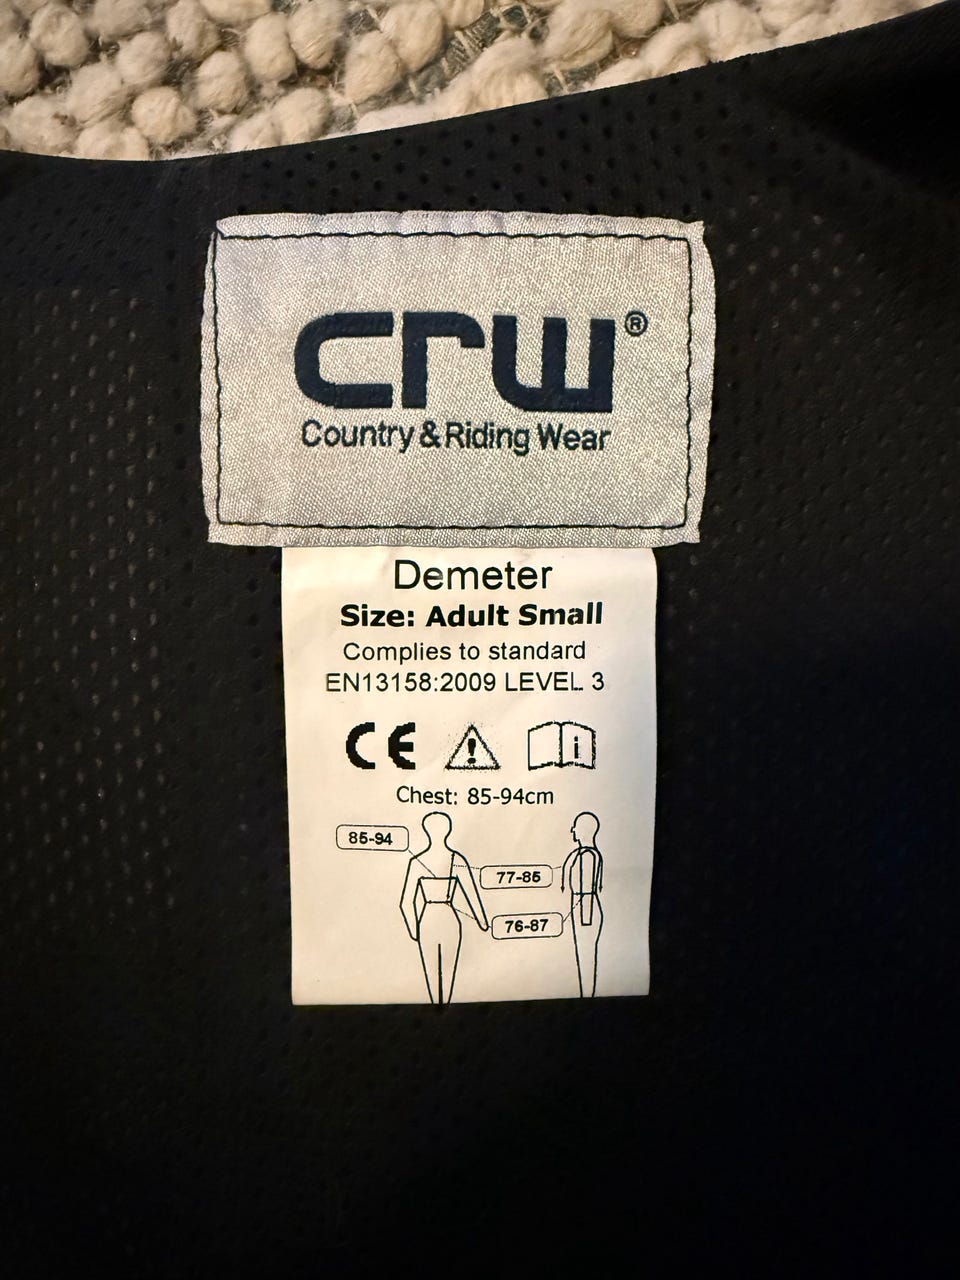 crw®
Country & Riding Wear
Demeter
Size: Adult Small
Complies to standard
EN13158:2009 LEVEL 3
CE
i
Chest: 85-94cm
85-94
77-85
76-87